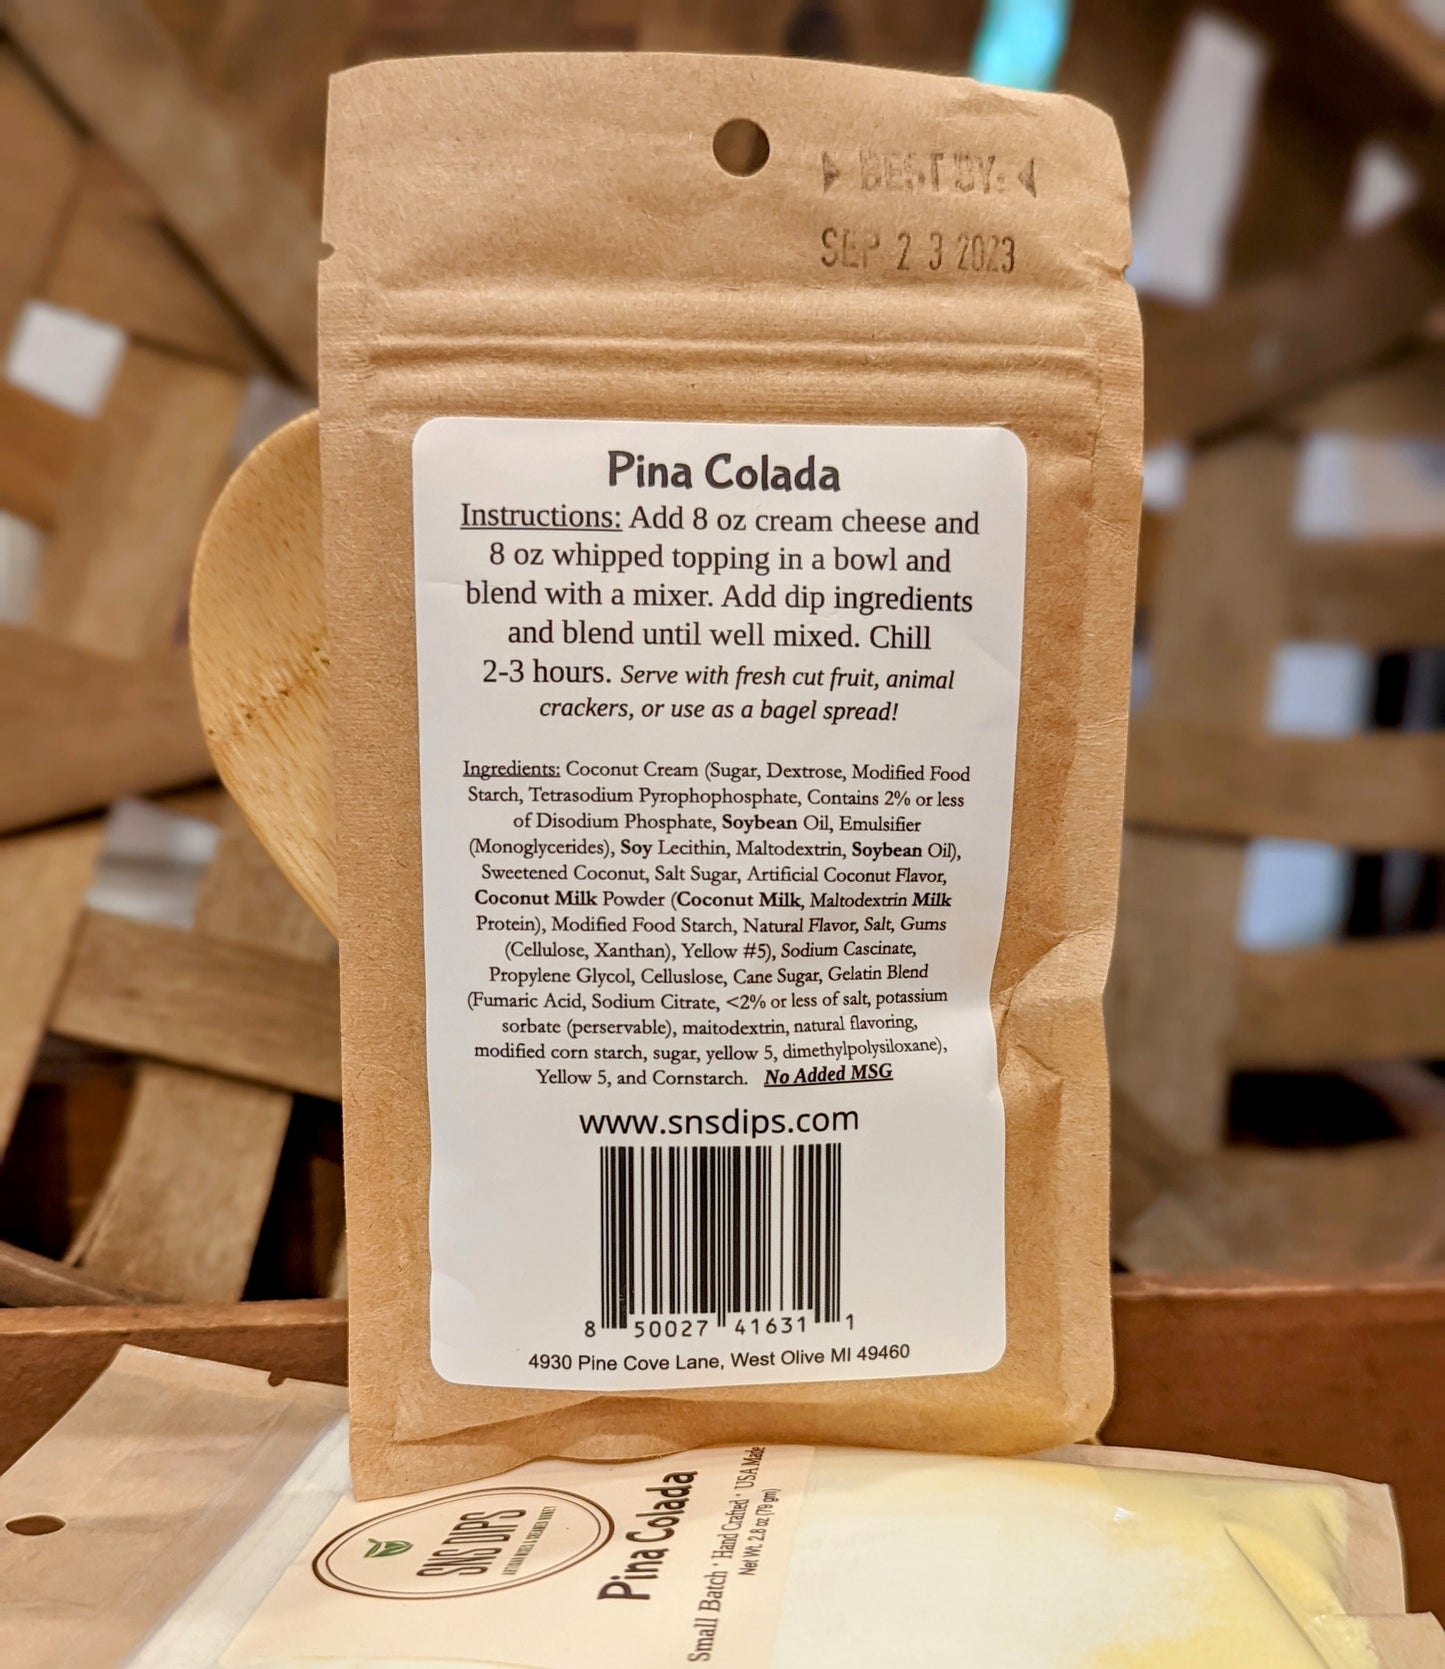 BEST BY:
SEP 23 2023
Pina Colada
Instructions: Add 8 oz cream cheese and
8 oz whipped topping in a bowl and
blend with a mixer. Add dip ingredients
and blend until well mixed. Chill
2-3 hours. Serve with fresh cut fruit, animal
crackers, or use as a bagel spread!
Ingredients: Coconut Cream (Sugar, Dextrose, Modified Food
Starch, Tetrasodium Pyrophophosphate, Contains 2% or less
of Disodium Phosphate, Soybean Oil, Emulsifier
(Monoglycerides), Soy Lecithin, Maltodextrin, Soybean Oil),
Sweetened Coconut, Salt Sugar, Artificial Coconut Flavor,
Coconut Milk Powder (Coconut Milk, Maltodextrin Milk
Protein), Modified Food Starch, Natural Flavor, Salt, Gums
(Cellulose, Xanthan), Yellow #5), Sodium Cascinate,
Propylene Glycol, Celluslose, Cane Sugar, Gelatin Blend
(Fumaric Acid, Sodium Citrate, <2% or less of salt, potassium
sorbate (perservable), maitodextrin, natural flavoring,
modified corn starch, sugar, yellow 5, dimethylpolysiloxane),
Yellow 5, and Cornstarch. No Added MSG
www.snsdips.com
8 50027 41631 1
4930 Pine Cove Lane, West Olive MI 49460
SNS DIPS
Pina Colada
Small Batch • Hand Crafted • USA Made
Net Wt. 2.8 oz (79 gm)